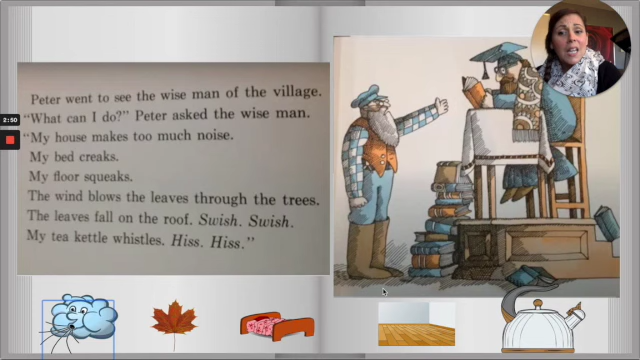 Peter went to see the wise man of the village.
"What can I do?" Peter asked the wise man.
"My house makes too much noise.
My bed creaks.
My floor squeaks.
The wind blows the leaves through the trees.
The leaves fall on the roof. Swish. Swish.
My tea kettle whistles. Hiss. Hiss."
2:50